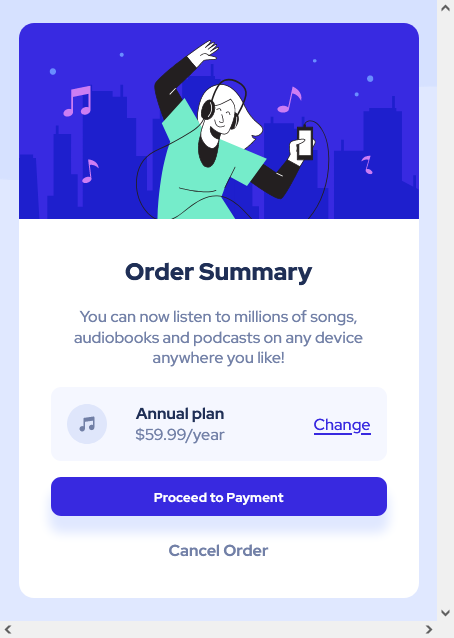 Order Summary
You can now listen to millions of songs,
audiobooks and podcasts on any device
anywhere you like!
Annual plan
$59.99/year
Change
Proceed to Payment
Cancel Order